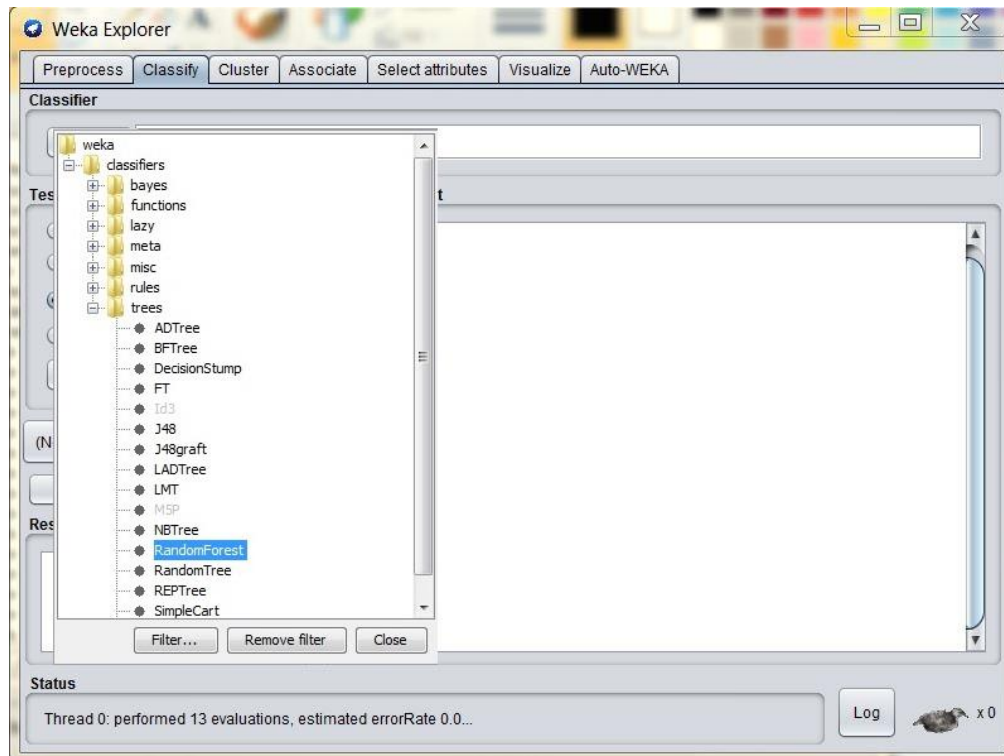 Weka Explorer
Preprocess Classify Cluster Associate Select attributes Visualize Auto-WEKA
Classifier
weka
classifiers
bayes
Tes
t
functions
lazy
meta
misc
rules
trees
ADTree
BFTree
DecisionStump
FT
Id3
J48
(N
J48graft
LADTree
LMT
M5P
Res
NBTree
RandomForest
RandomTree
REPTree
SimpleCart
Filter... Remove filter Close
Status
Thread 0: performed 13 evaluations, estimated errorRate 0.0...
Log x 0